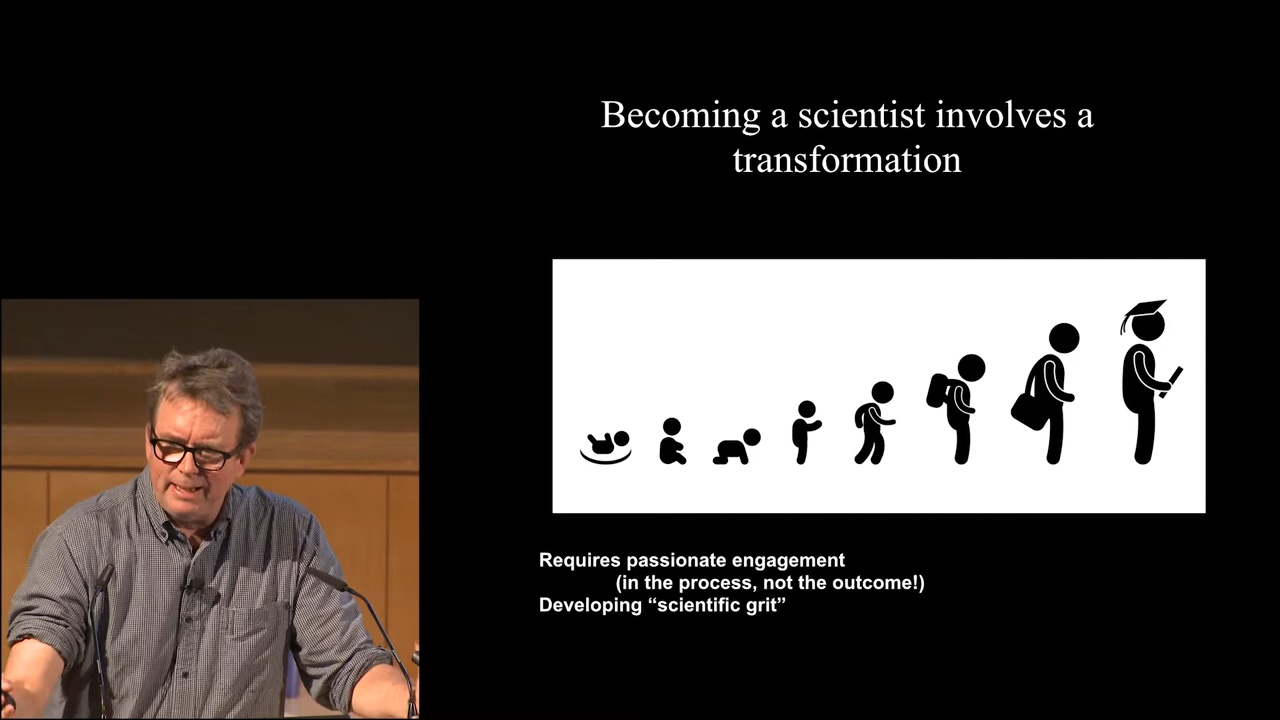 Becoming a scientist involves a
transformation
Requires passionate engagement
(in the process, not the outcome!)
Developing “scientific grit”